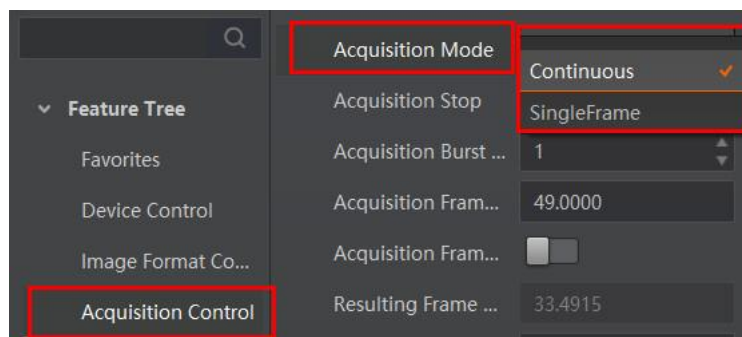 Acquisition Mode
Continuous
SingleFrame
Feature Tree
Acquisition Stop
Favorites
Acquisition Burst ...
1
Device Control
Acquisition Fram...
49.0000
Image Format Co...
Acquisition Fram...
Acquisition Control
Resulting Frame ...
33.4915